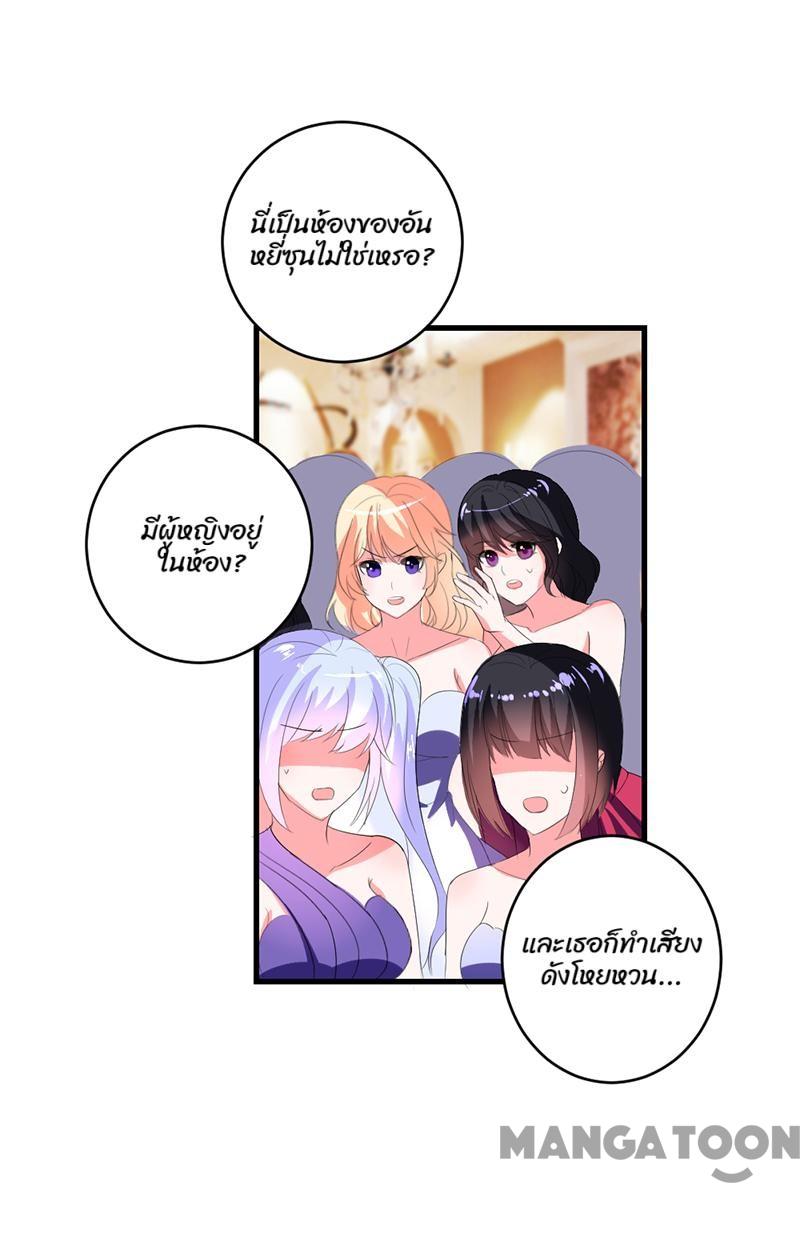 นี่เป็นห้องของอัน
หยี่ซุนไม่ใช่เหรอ?
มีผู้หญิงอยู่
ในห้อง?
และเธอก็ทำเสียง
ดังโหยหวน...
MANGATOON